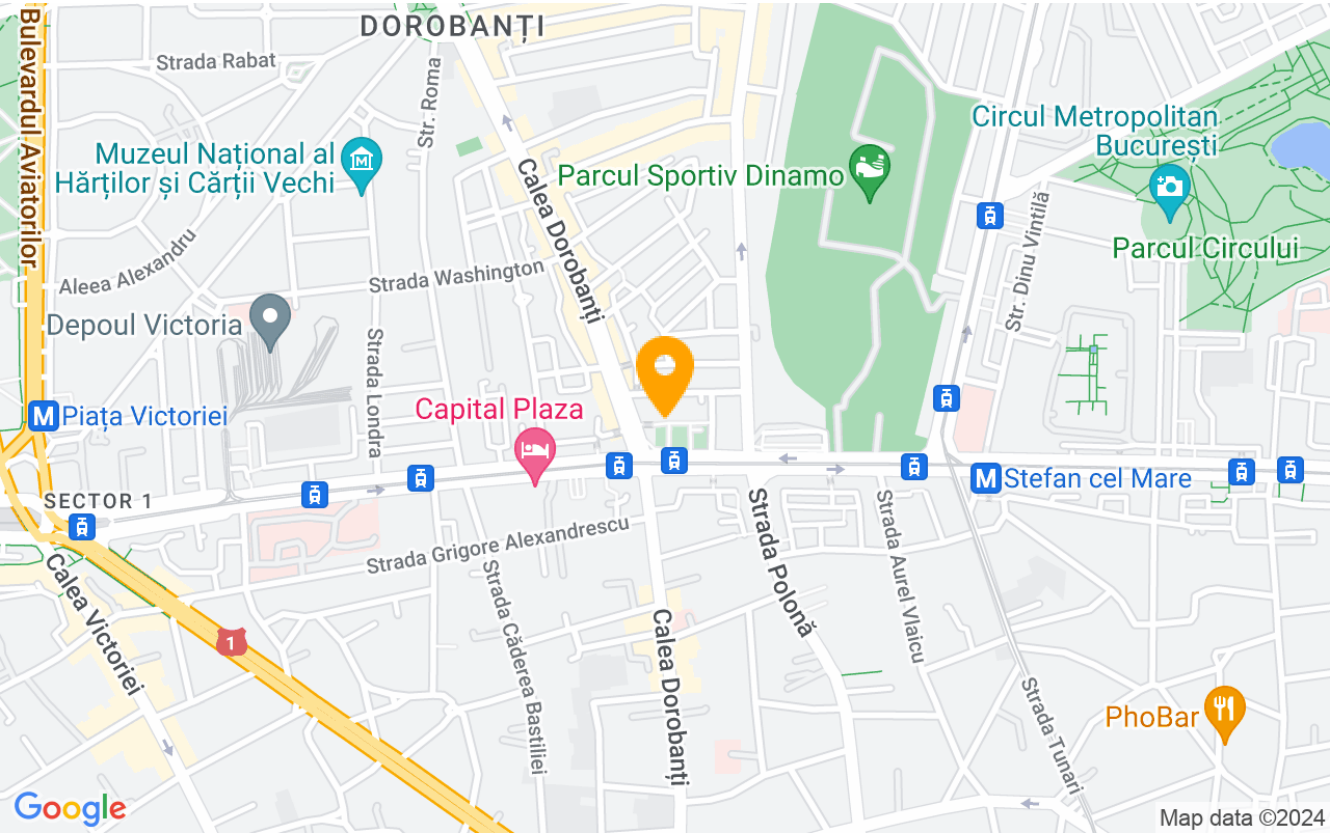 DOROBANȚI
Bulevardul Aviatorilor
Strada Rabat
Str. Roma
Circul Metropolitan
București
Muzeul Național al
Hărților și Cărții Vechi
Calea Dorobanți
Parcul Sportiv Dinamo
Str. Dinu Vintilă
Parcul Circului
Aleea Alexandru
Strada Washington
Depoul Victoria
Strada Londra
M Piața Victoriei
Capital Plaza
M Stefan cel Mare
SECTOR 1
Strada Grigore Alexandrescu
Strada Polonă
Strada Aurel Vlaicu
Calea Victoriei
Strada Căderea Bastiliei
1
Calea Dorobanți
Strada Tunari
PhoBar
Google
Map data ©2024